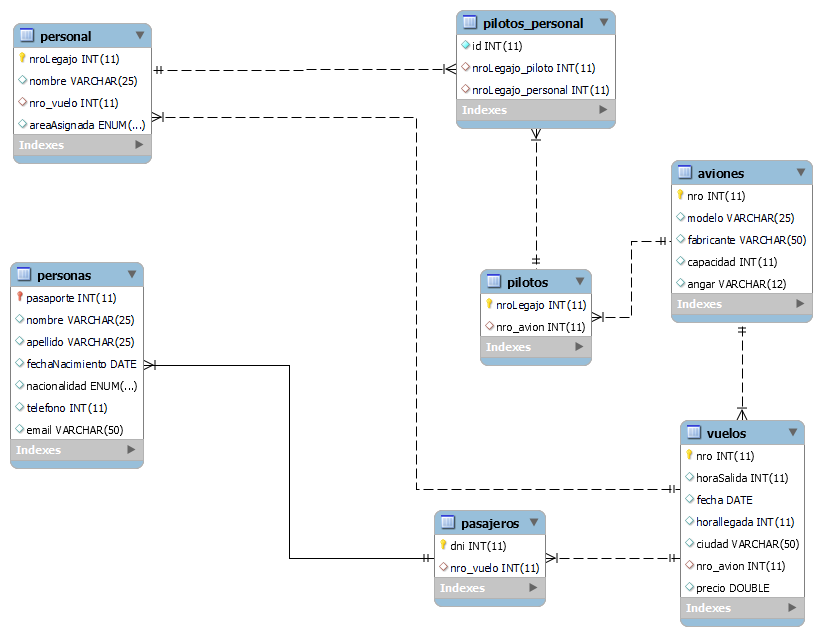 personal
nroLegajo INT(11)
nombre VARCHAR(25)
nro_vuelo INT(11)
areaAsignada ENUM(...)
Indexes
pilotos_personal
id INT(11)
nroLegajo_piloto INT(11)
nroLegajo_personal INT(11)
Indexes
aviones
nro INT(11)
modelo VARCHAR(25)
fabricante VARCHAR(50)
capacidad INT(11)
angar VARCHAR(12)
Indexes
personas
pasaporte INT(11)
nombre VARCHAR(25)
apellido VARCHAR(25)
fechaNacimiento DATE
nacionalidad ENUM(...)
telefono INT(11)
email VARCHAR(50)
Indexes
pilotos
nroLegajo INT(11)
nro_avion INT(11)
Indexes
vuelos
nro INT(11)
horaSalida INT(11)
fecha DATE
horallegada INT(11)
ciudad VARCHAR(50)
nro_avion INT(11)
precio DOUBLE
Indexes
pasajeros
dni INT(11)
nro_vuelo INT(11)
Indexes